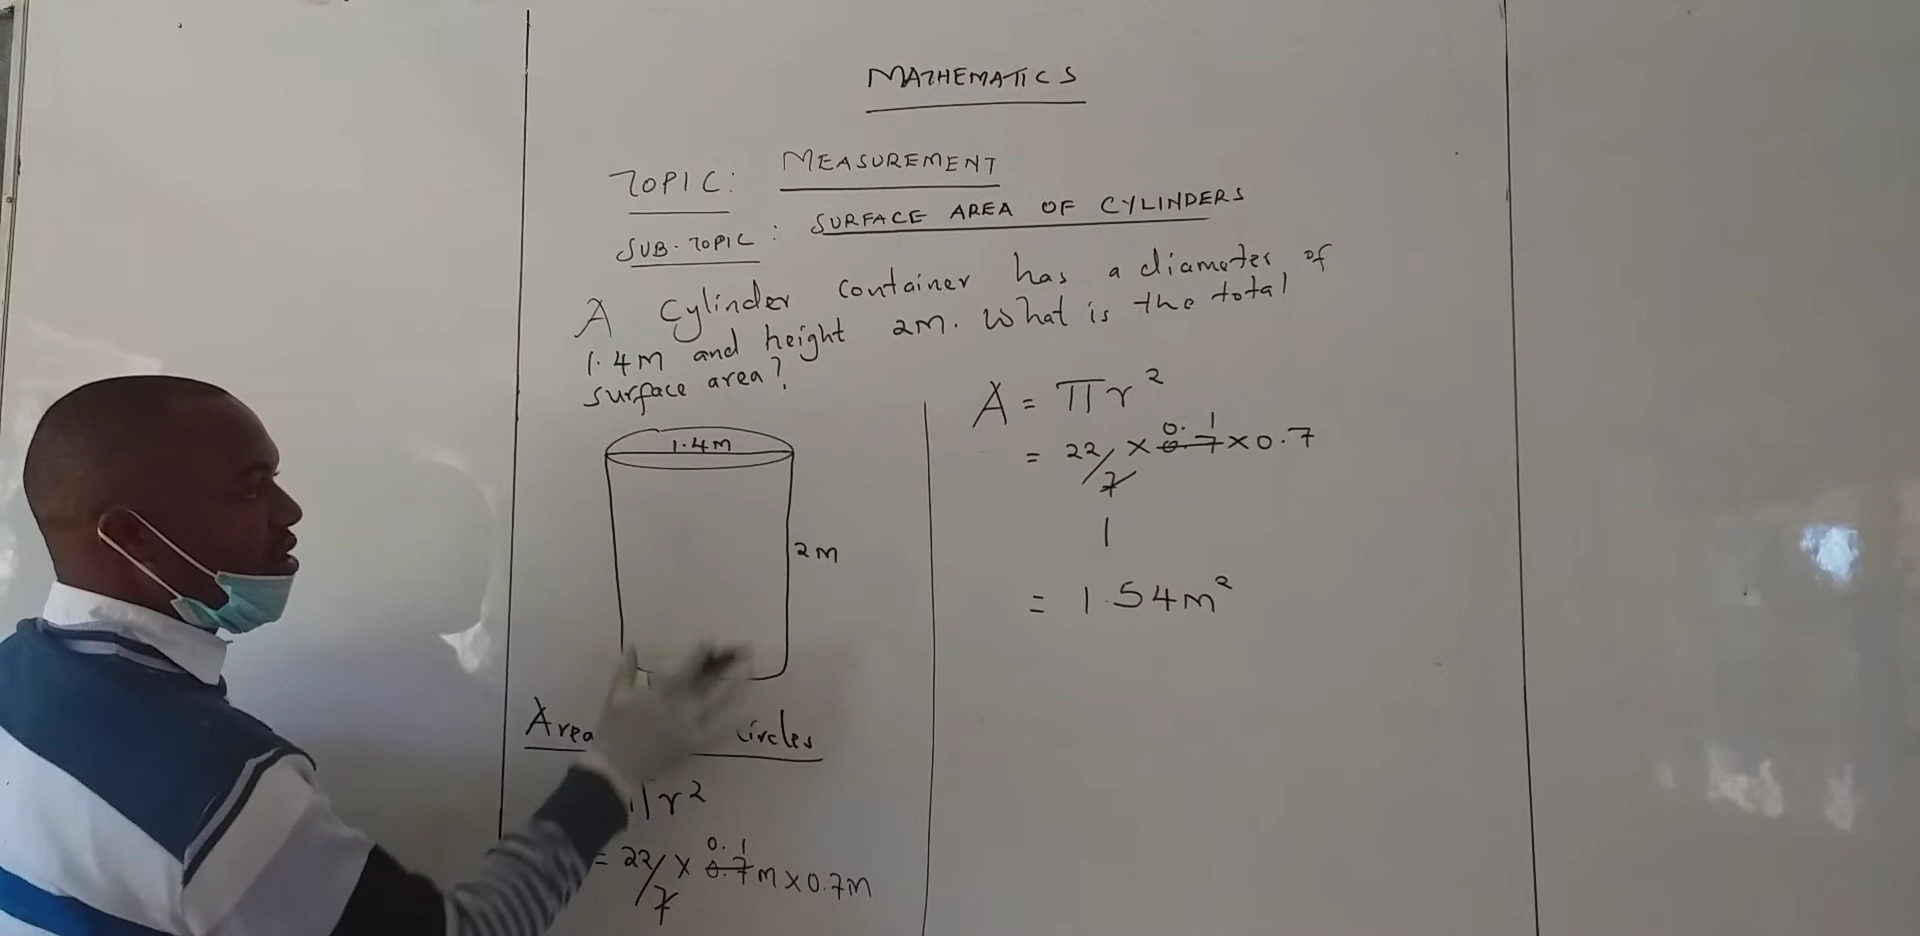 MATHEMATICS
TOPIC: MEASUREMENT
SUB-TOPIC: SURFACE AREA OF CYLINDERS
A cylinder container has a diameter of
1.4m and height 2m. What is the total
surface area?
1.4m
2m
Area circles
r²
= 22/7 × 0.7m × 0.7m
0.1
A = πr²
0.1
= 22/7 × 0.7 × 0.7
1
= 1.54m²